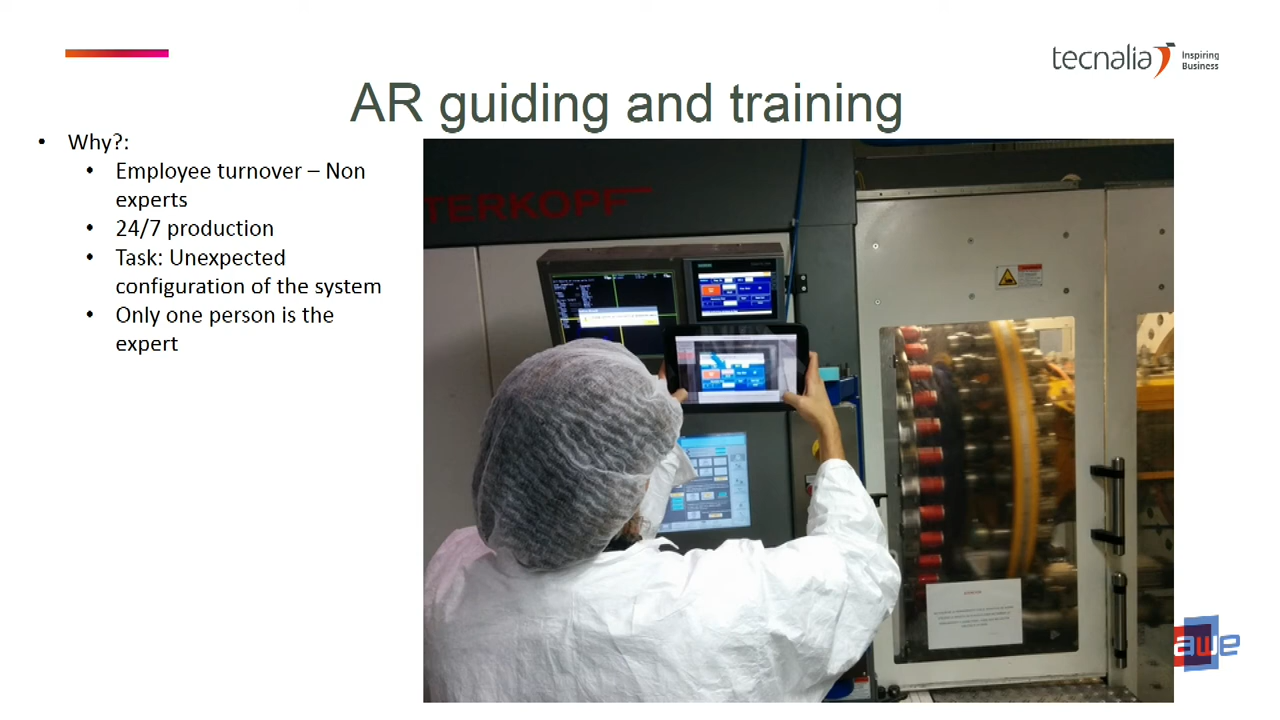 tecnalia
Inspiring
Business
AR guiding and training
• Why?:
• Employee turnover – Non
experts
• 24/7 production
• Task: Unexpected
configuration of the system
• Only one person is the
expert
TERKOPF
awe